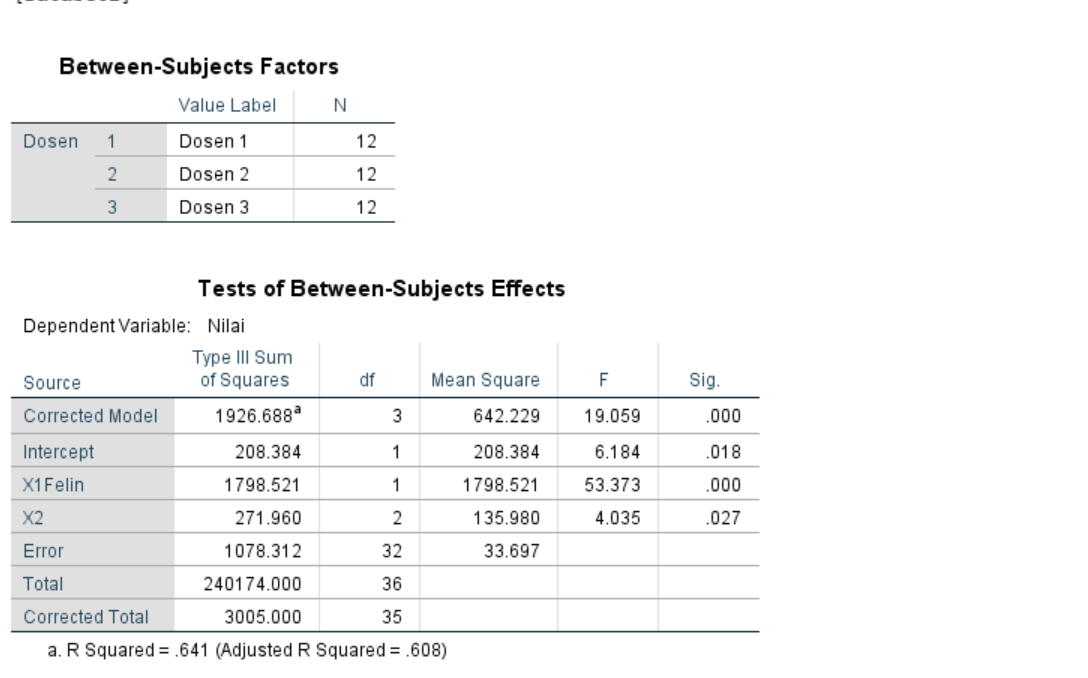 Between-Subjects Factors
Value Label N
Dosen 1 Dosen 1 12
2 Dosen 2 12
3 Dosen 3 12
Tests of Between-Subjects Effects
Dependent Variable: Nilai
Source Type III Sum of Squares df Mean Square F Sig.
Corrected Model 1926.688a 3 642.229 19.059 .000
Intercept 208.384 1 208.384 6.184 .018
X1Felin 1798.521 1 1798.521 53.373 .000
X2 271.960 2 135.980 4.035 .027
Error 1078.312 32 33.697
Total 240174.000 36
Corrected Total 3005.000 35
a. R Squared = .641 (Adjusted R Squared = .608)